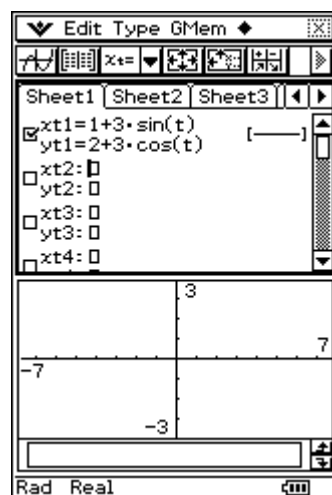 Edit Type GMem
xt=
Sheet1 Sheet2 Sheet3
xt1=1+3·sin(t)
yt1=2+3·cos(t)
xt2:
yt2:
xt3:
yt3:
xt4:
3
7
-7
-3
Rad Real